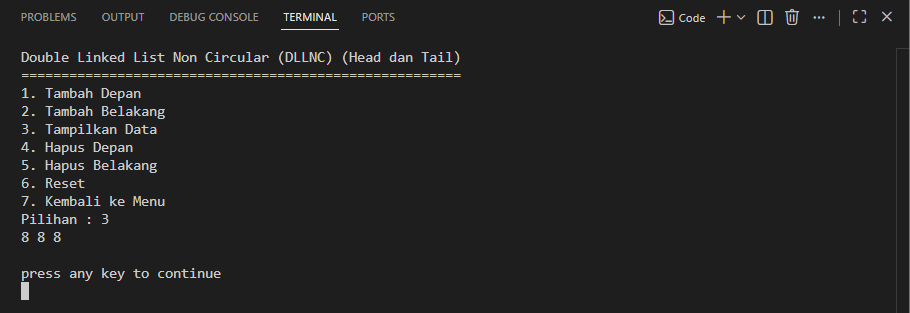 PROBLEMS OUTPUT DEBUG CONSOLE TERMINAL PORTS Code
Double Linked List Non Circular (DLLNC) (Head dan Tail)
=======================================================
1. Tambah Depan
2. Tambah Belakang
3. Tampilkan Data
4. Hapus Depan
5. Hapus Belakang
6. Reset
7. Kembali ke Menu
Pilihan : 3
8 8 8
press any key to continue